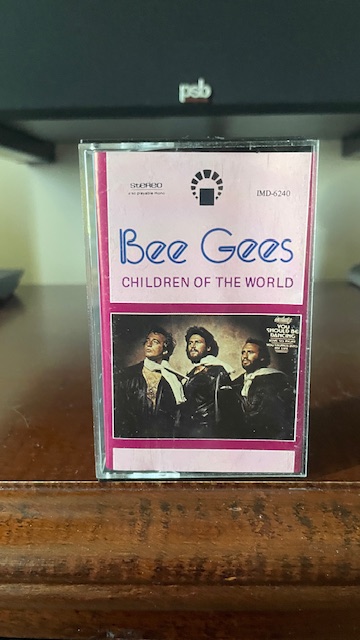 psb
stereo
IMD-6240
Bee Gees
CHILDREN OF THE WORLD
YOU
SHOULD BE
DANCING